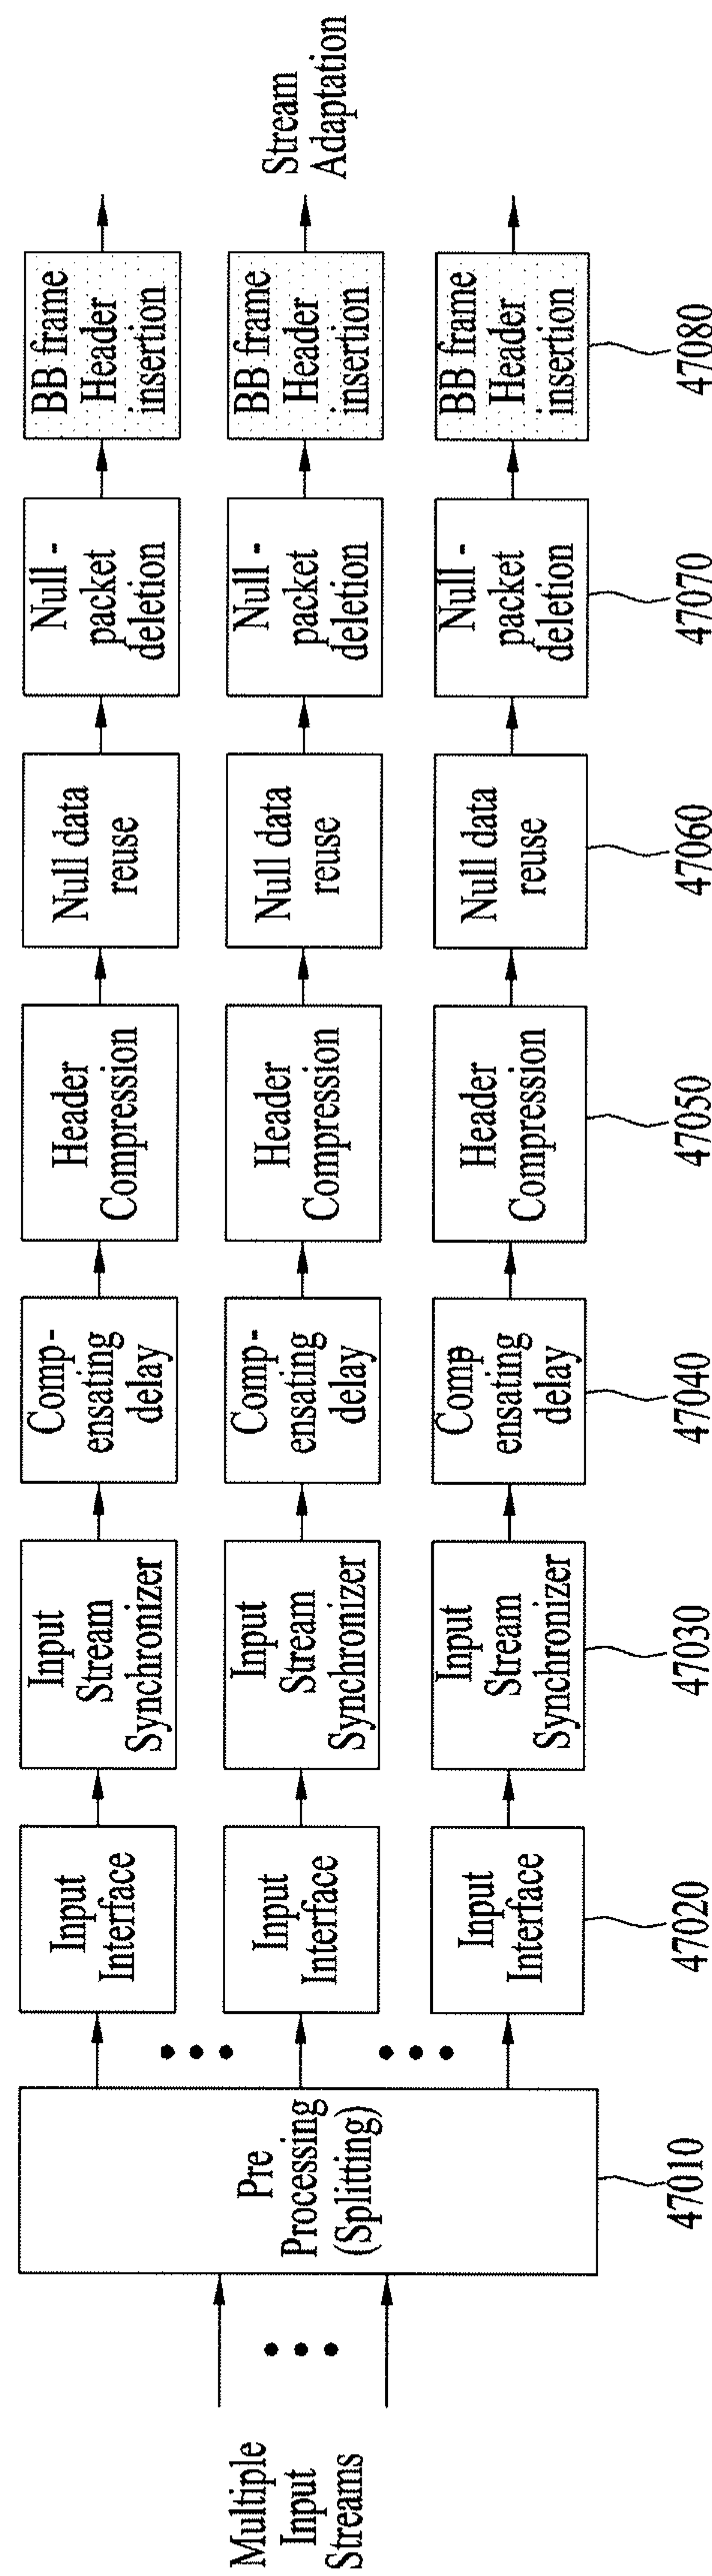 Multiple
Input
Streams
Pre
Processing
(Splitting)
47010
Input
Interface
Input
Stream
Synchronizer
Comp-
ensating
delay
Header
Compression
Null data
reuse
Null -
packet
deletion
BB frame
Header
insertion
Input
Interface
Input
Stream
Synchronizer
Comp-
ensating
delay
Header
Compression
Null data
reuse
Null -
packet
deletion
BB frame
Header
insertion
Stream
Adaptation
Input
Interface
Input
Stream
Synchronizer
Comp
ensating
delay
Header
Compression
Null data
reuse
Null -
packet
deletion
BB frame
Header
insertion
47020
47030
47040
47050
47060
47070
47080